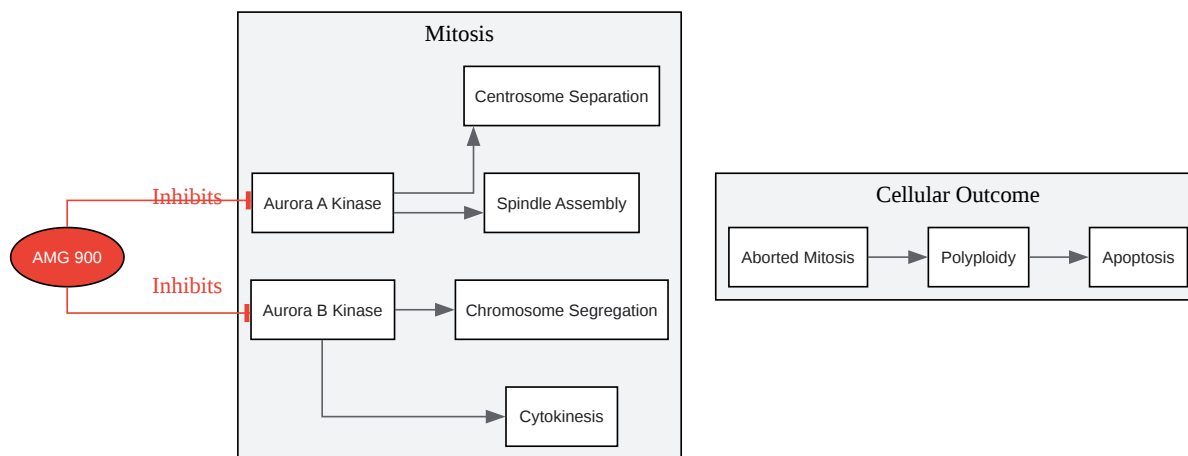 Mitosis
Centrosome Separation
Inhibits
Aurora A Kinase
Spindle Assembly
AMG 900
Inhibits
Aurora B Kinase
Chromosome Segregation
Cytokinesis
Cellular Outcome
Aborted Mitosis
Polyploidy
Apoptosis